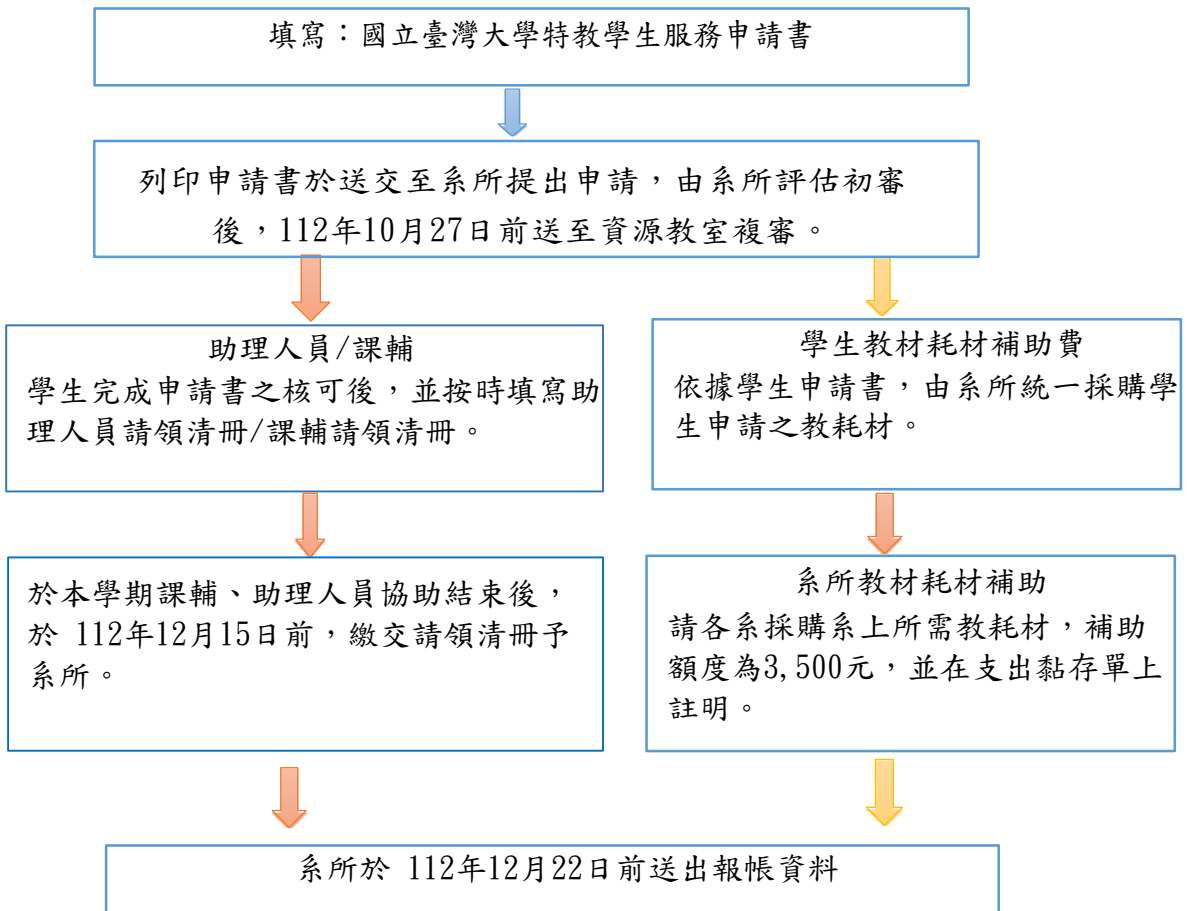 填寫：國立臺灣大學特教學生服務申請書
列印申請書於送交至系所提出申請，由系所評估初審
後，112年10月27日前送至資源教室複審。
助理人員/課輔
學生完成申請書之核可後，並按時填寫助
理人員請領清冊/課輔請領清冊。
學生教材耗材補助費
依據學生申請書，由系所統一採購學
生申請之教耗材。
於本學期課輔、助理人員協助結束後，
於 112年12月15日前，繳交請領清冊予
系所。
系所教材耗材補助
請各系採購系上所需教耗材，補助
額度為3,500元，並在支出黏存單上
註明。
系所於 112年12月22日前送出報帳資料